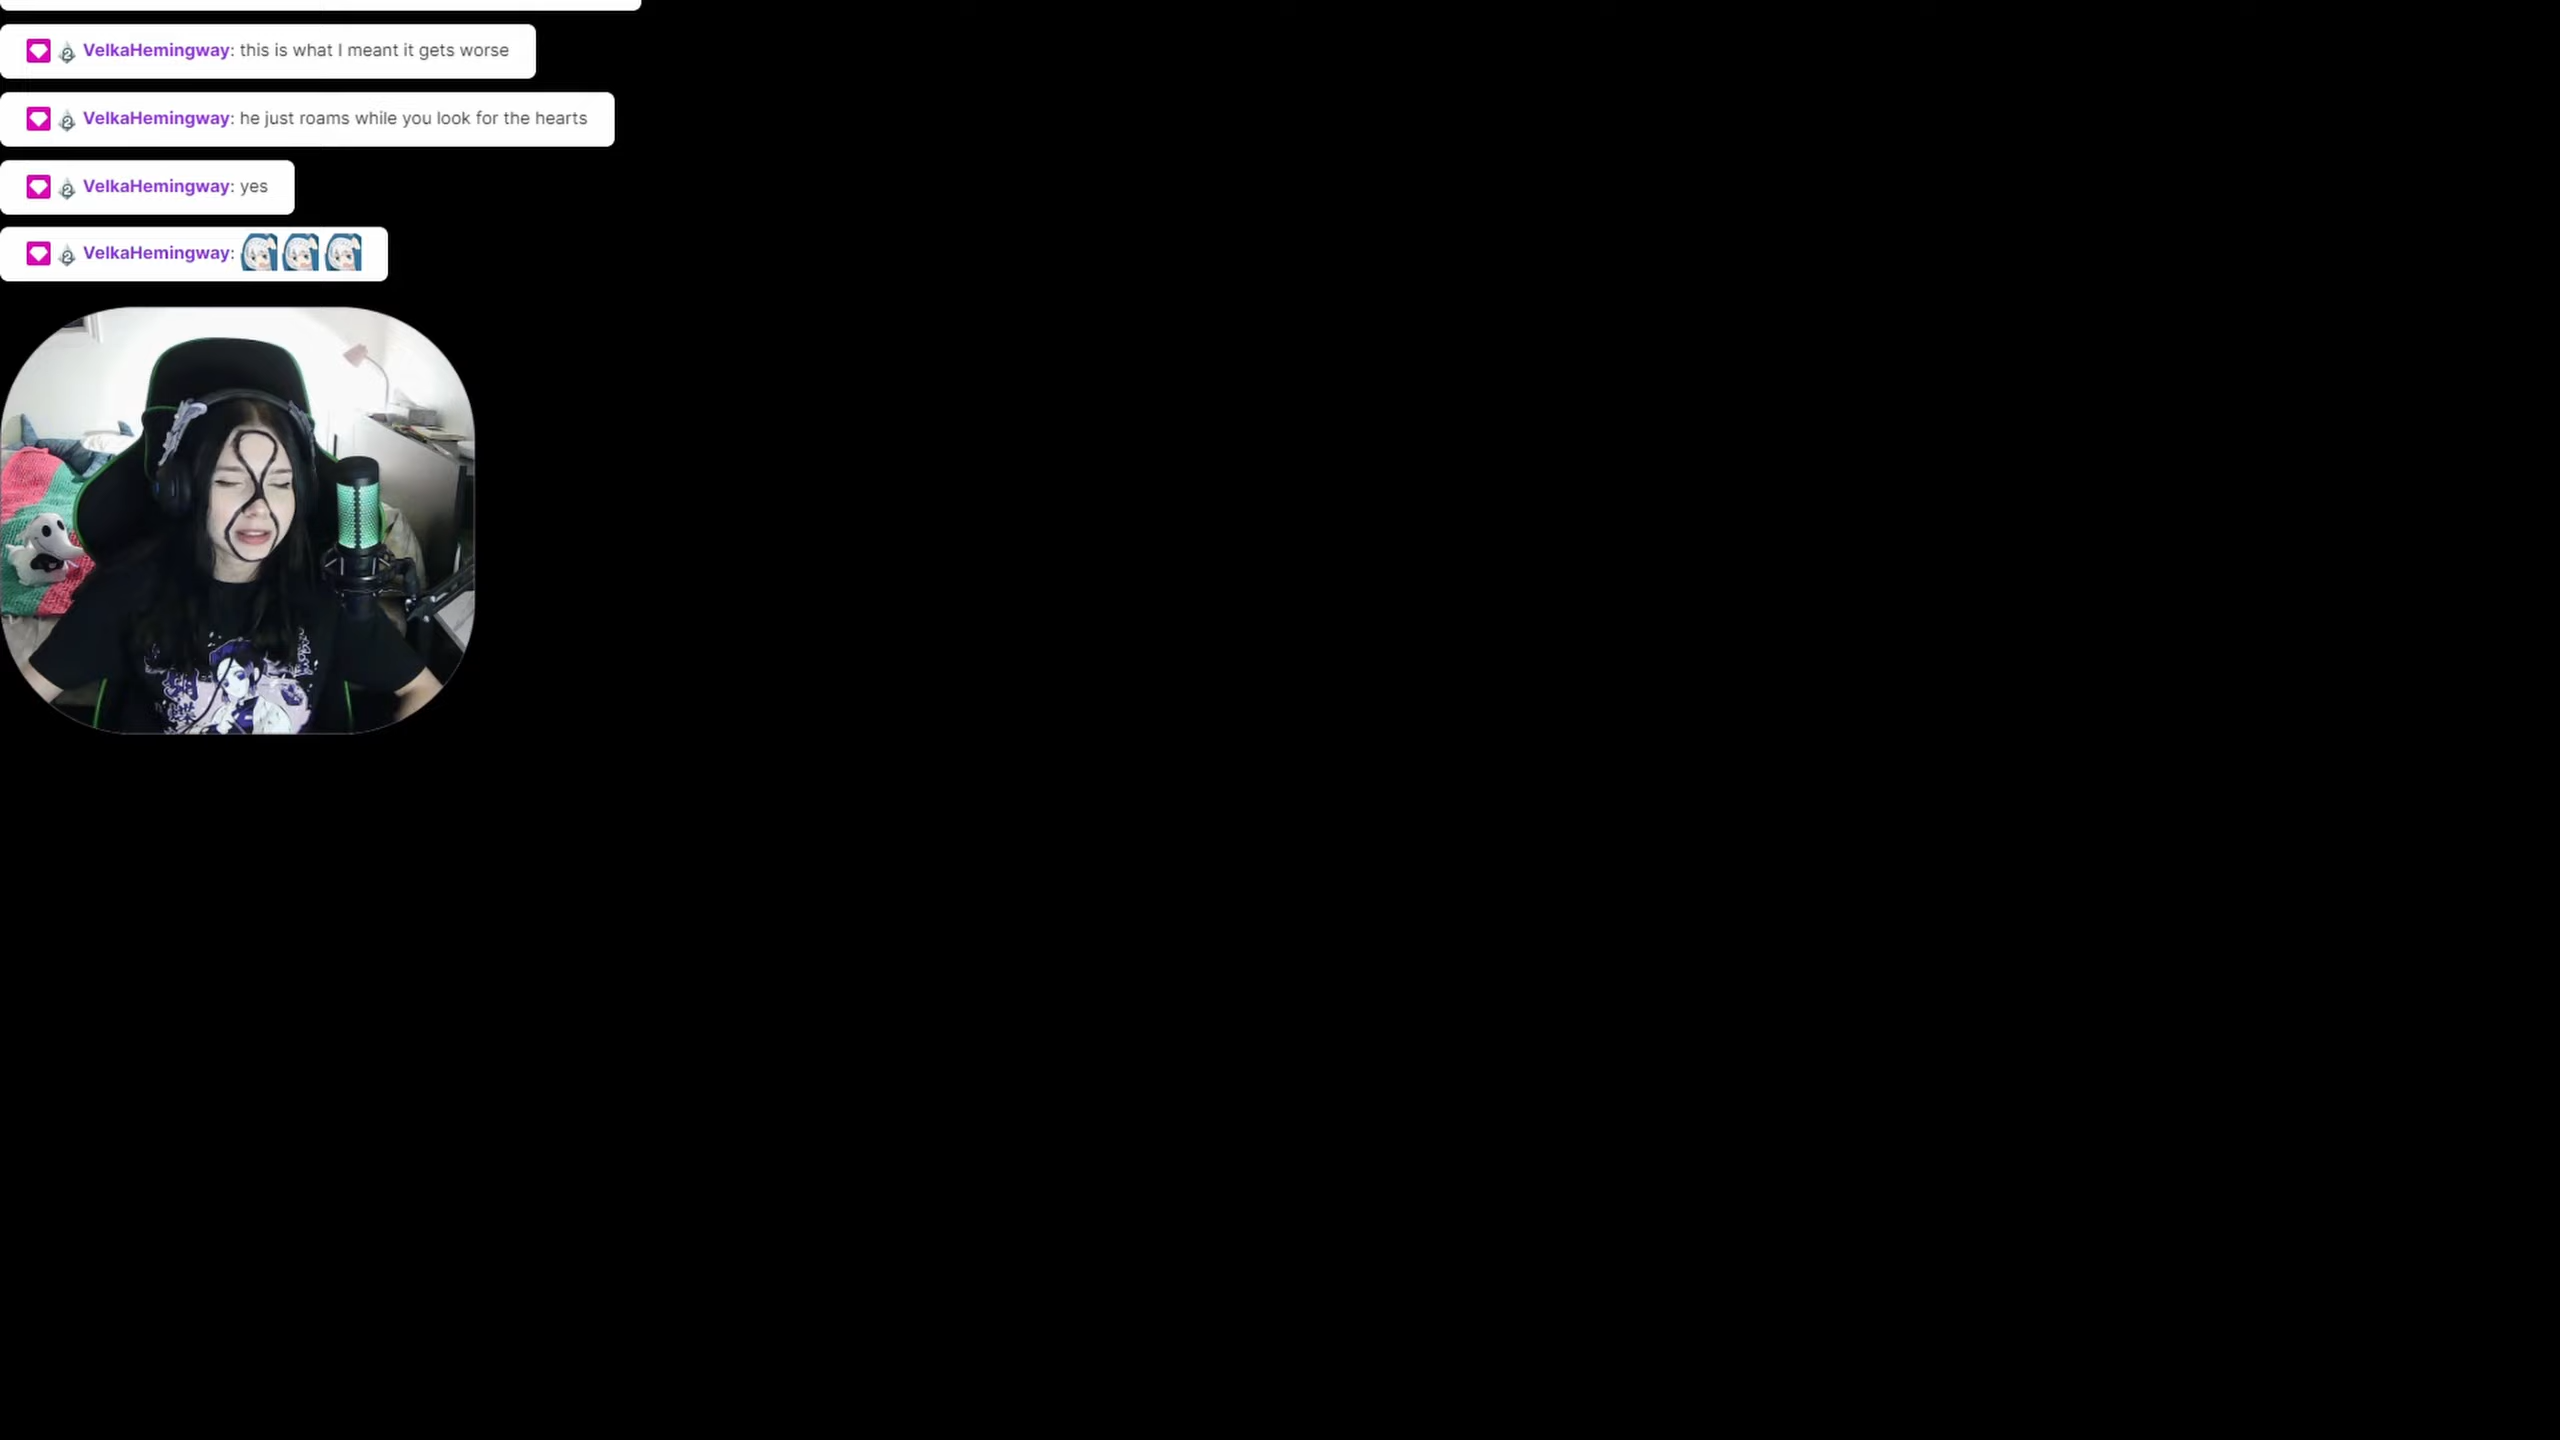 VelkaHemingway: this is what I meant it gets worse
VelkaHemingway: he just roams while you look for the hearts
VelkaHemingway: yes
VelkaHemingway: